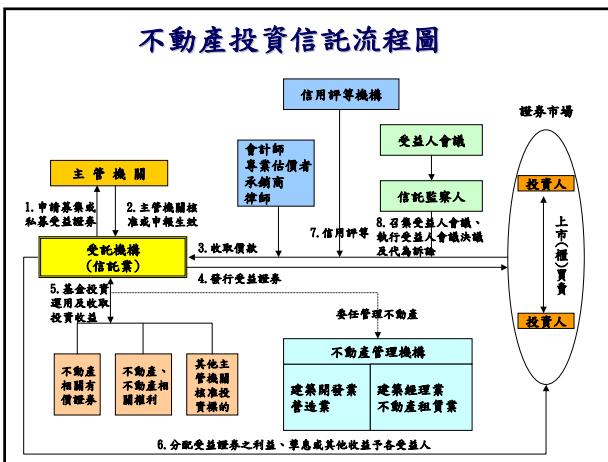 不動產投資信託流程圖
信用評等機構
證券市場
會計師
專業估價者
承銷商
律師
受益人會議
主管機關
信託監察人
投資人
1.申請募集或
私募受益證券
2.主管機關核
准或申報生效
7.信用評等
8.召集受益人會議、
執行受益人會議決議
及代為訴訟
上市(櫃)買賣
受託機構
(信託業)
3.收取價款
4.發行受益證券
5.基金投資
運用及收取
投資收益
委任管理不動產
投資人
不動產管理機構
不動產
相關有
價證券
不動產、
不動產相
關權利
其他主
管機關
核准投
資標的
建築開發業
營造業
建築經理業
不動產租賃業
6.分配受益證券之利益、孳息或其他收益予各受益人